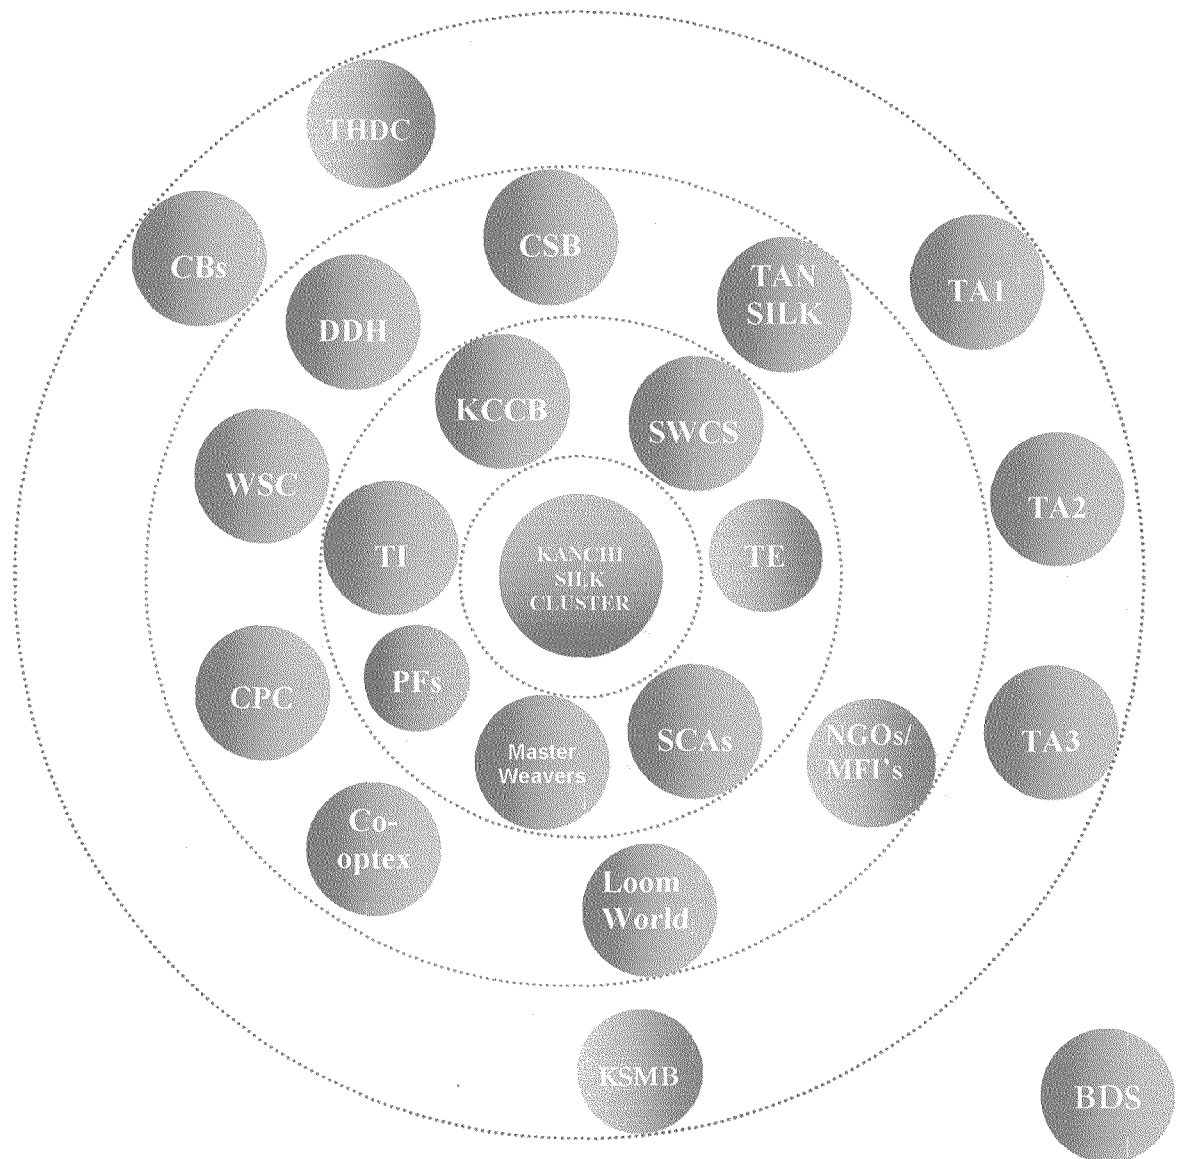 THDC
CSB
CBs
TAN
SILK
TA1
DDH
KCCB
SWCS
WSC
TA2
TI
KANCHI
SILK
CLUSTER
TE
PFs
CPC
Master
Weavers
SCAs
NGOs/
MFI's
TA3
Co-
optex
Loom
World
KSMB
BDS